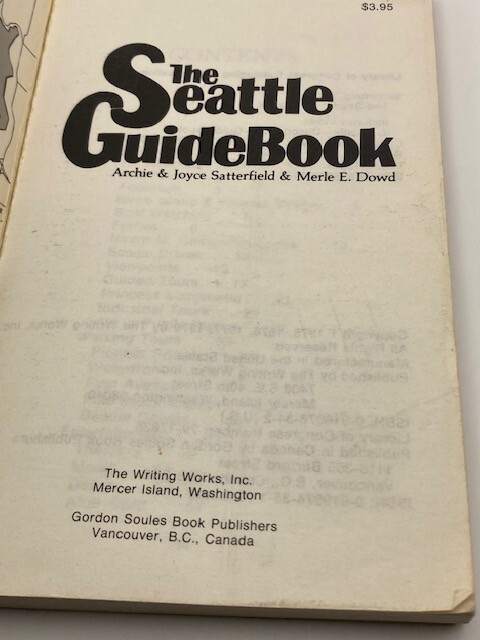 $3.95
The
Seattle
GuideBook
Archie & Joyce Satterfield & Merle E. Dowd
The Writing Works, Inc.
Mercer Island, Washington
Gordon Soules Book Publishers
Vancouver, B.C., Canada